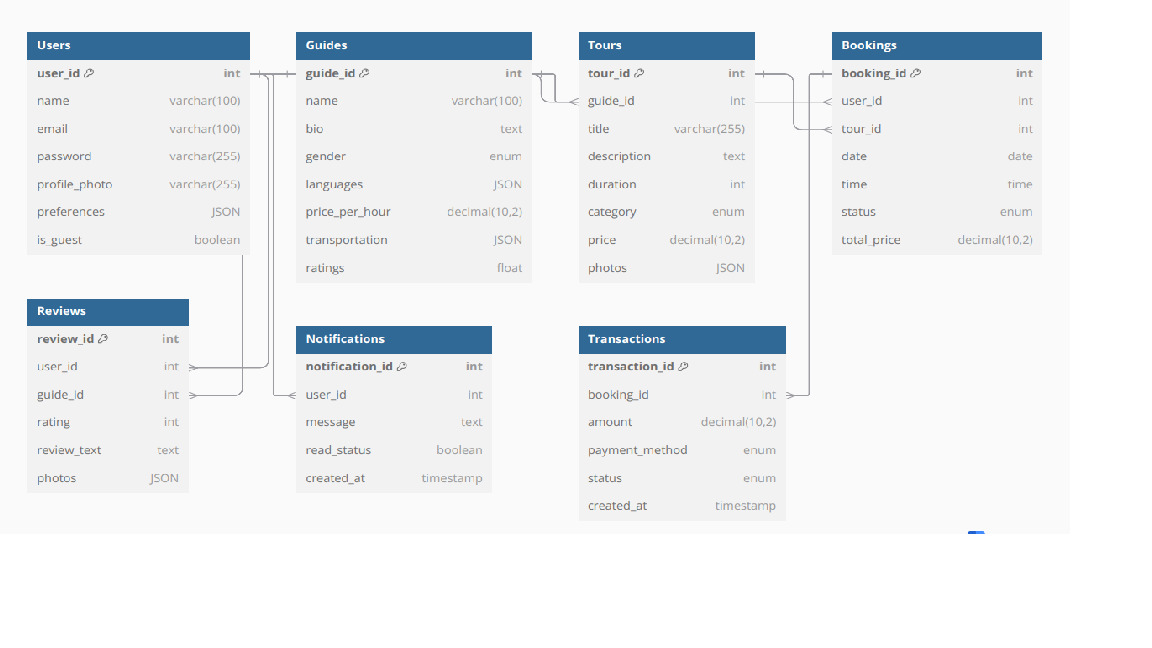 Users
user_id int
name varchar(100)
email varchar(100)
password varchar(255)
profile_photo varchar(255)
preferences JSON
is_guest boolean
Guides
guide_id int
name varchar(100)
bio text
gender enum
languages JSON
price_per_hour decimal(10,2)
transportation JSON
ratings float
Tours
tour_id int
guide_id int
title varchar(255)
description text
duration int
category enum
price decimal(10,2)
photos JSON
Bookings
booking_id int
user_id int
tour_id int
date date
time time
status enum
total_price decimal(10,2)
Reviews
review_id int
user_id int
guide_id int
rating int
review_text text
photos JSON
Notifications
notification_id int
user_id int
message text
read_status boolean
created_at timestamp
Transactions
transaction_id int
booking_id int
amount decimal(10,2)
payment_method enum
status enum
created_at timestamp